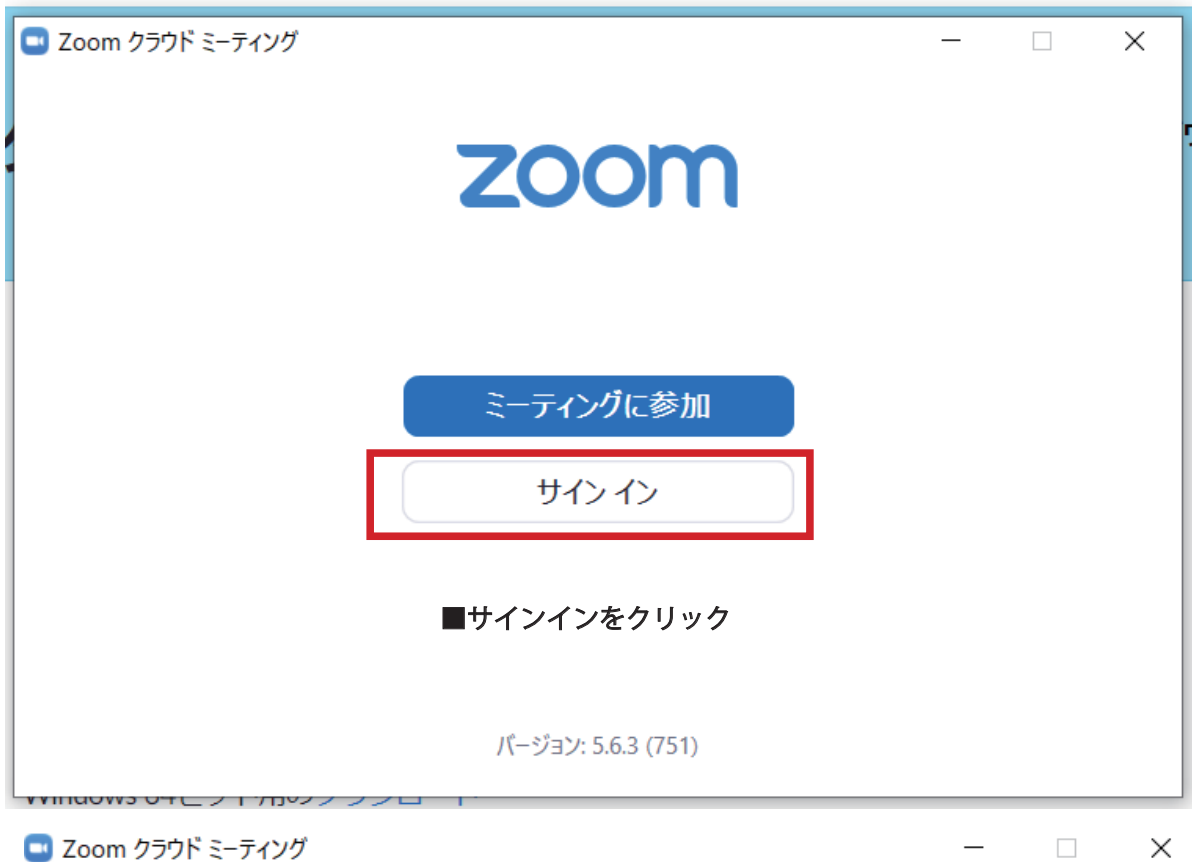 Zoom クラウド ミーティング
zoom
ミーティングに参加
サイン イン
■サインインをクリック
バージョン: 5.6.3 (751)
Zoom クラウド ミーティング